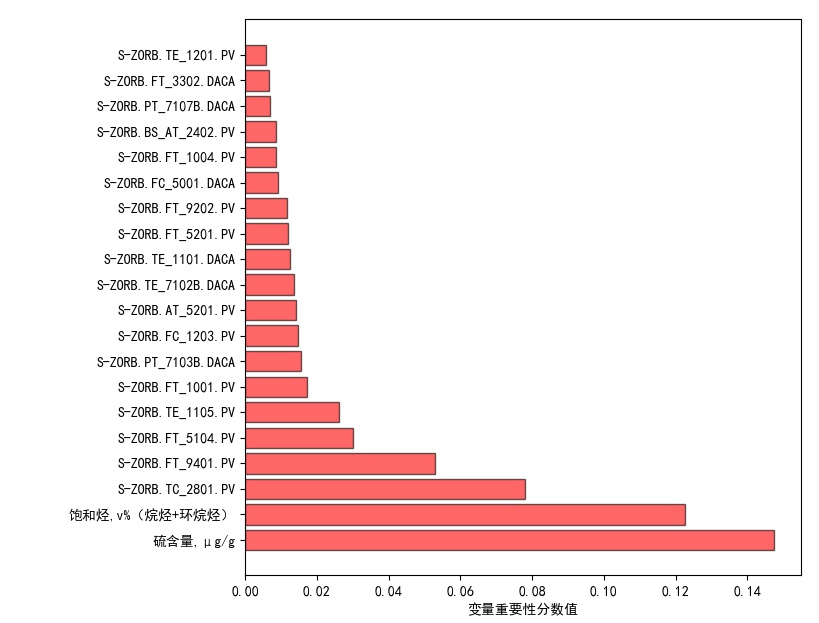 S-ZORB.TE_1201.PV
S-ZORB.FT_3302.DACA
S-ZORB.PT_7107B.DACA
S-ZORB.BS_AT_2402.PV
S-ZORB.FT_1004.PV
S-ZORB.FC_5001.DACA
S-ZORB.FT_9202.PV
S-ZORB.FT_5201.PV
S-ZORB.TE_1101.DACA
S-ZORB.TE_7102B.DACA
S-ZORB.AT_5201.PV
S-ZORB.FC_1203.PV
S-ZORB.PT_7103B.DACA
S-ZORB.FT_1001.PV
S-ZORB.TE_1105.PV
S-ZORB.FT_5104.PV
S-ZORB.FT_9401.PV
S-ZORB.TC_2801.PV
饱和烃,v%（烷烃+环烷烃）
硫含量,μg/g
0.00 0.02 0.04 0.06 0.08 0.10 0.12 0.14
变量重要性分数值